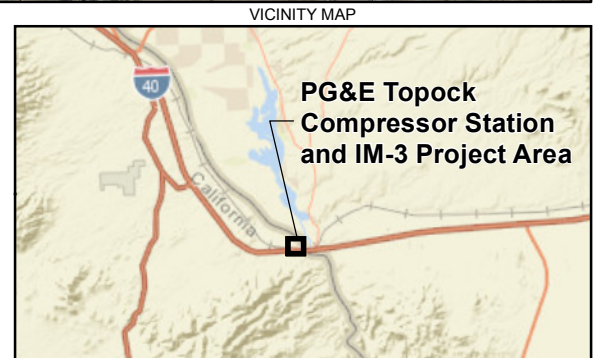 VICINITY MAP
40
PG&E Topock
Compressor Station
and IM-3 Project Area
California